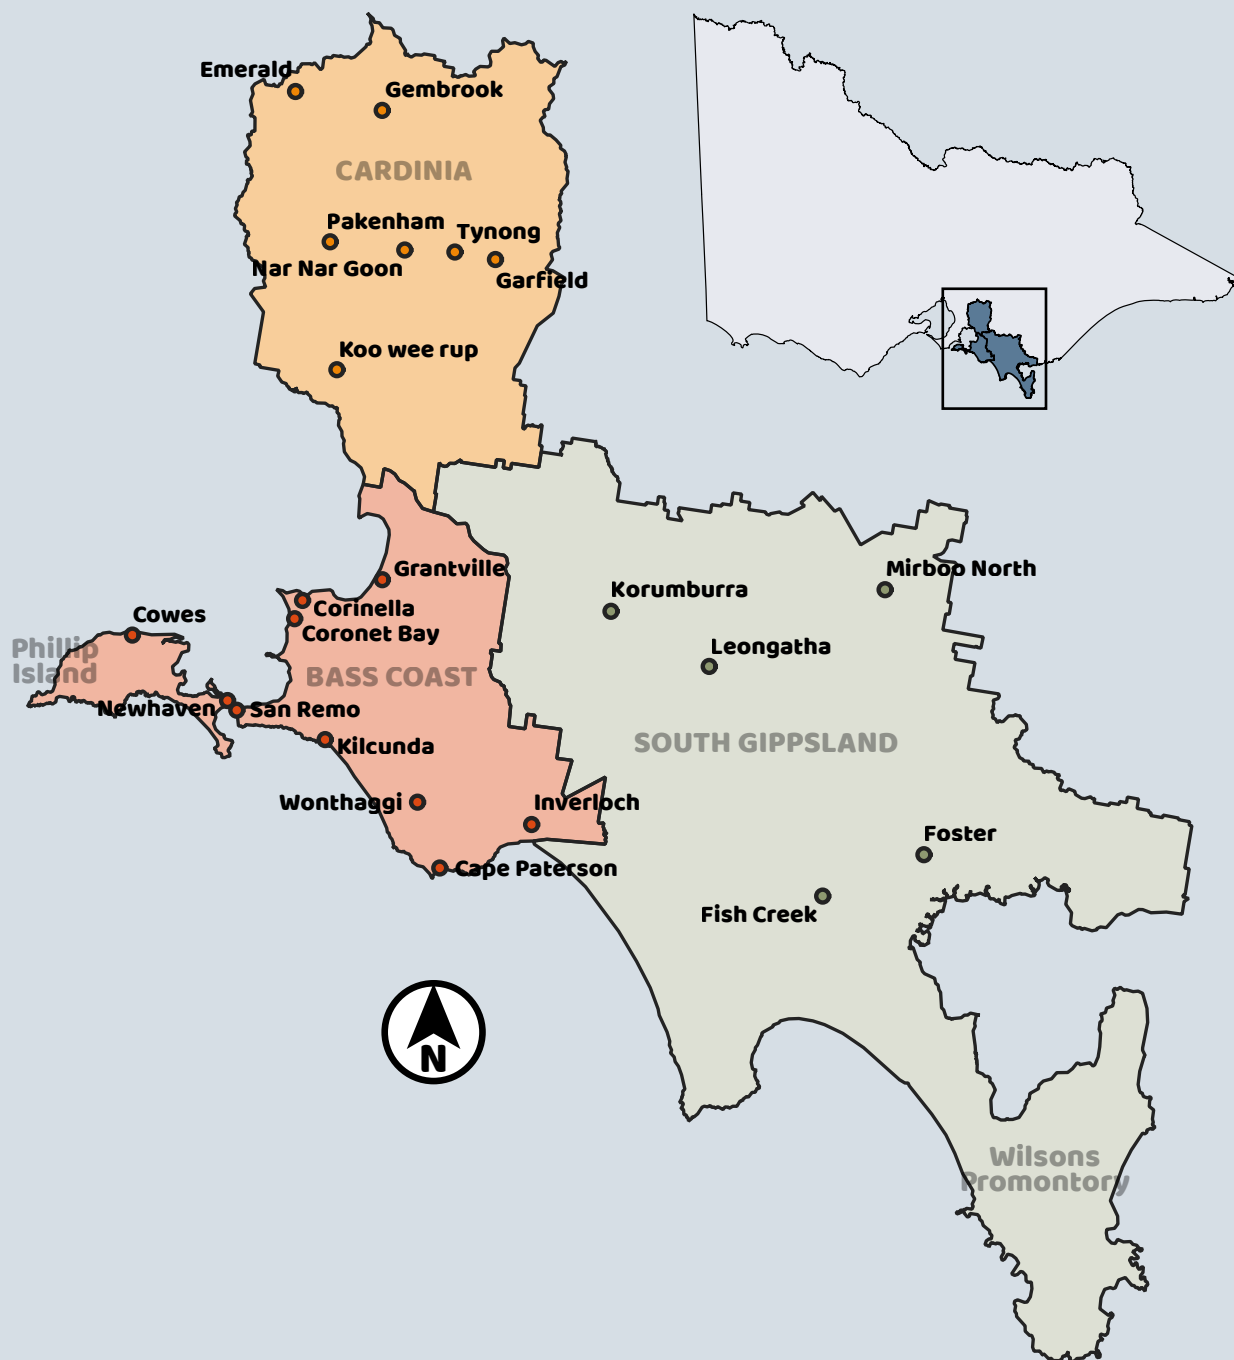 Emerald
Gembrook
CARDINIA
Pakenham
Tynong
Nar Nar Goon
Garfield
Koo wee rup
Grantville
Corinella
Coronet Bay
Cowes
Phillip
Island
BASS COAST
Newhaven
San Remo
Kilcunda
Wonthaggi
Inverloch
Cape Paterson
Mirboo North
Korumburra
Leongatha
SOUTH GIPPSLAND
Foster
Fish Creek
N
Wilsons
Promontory